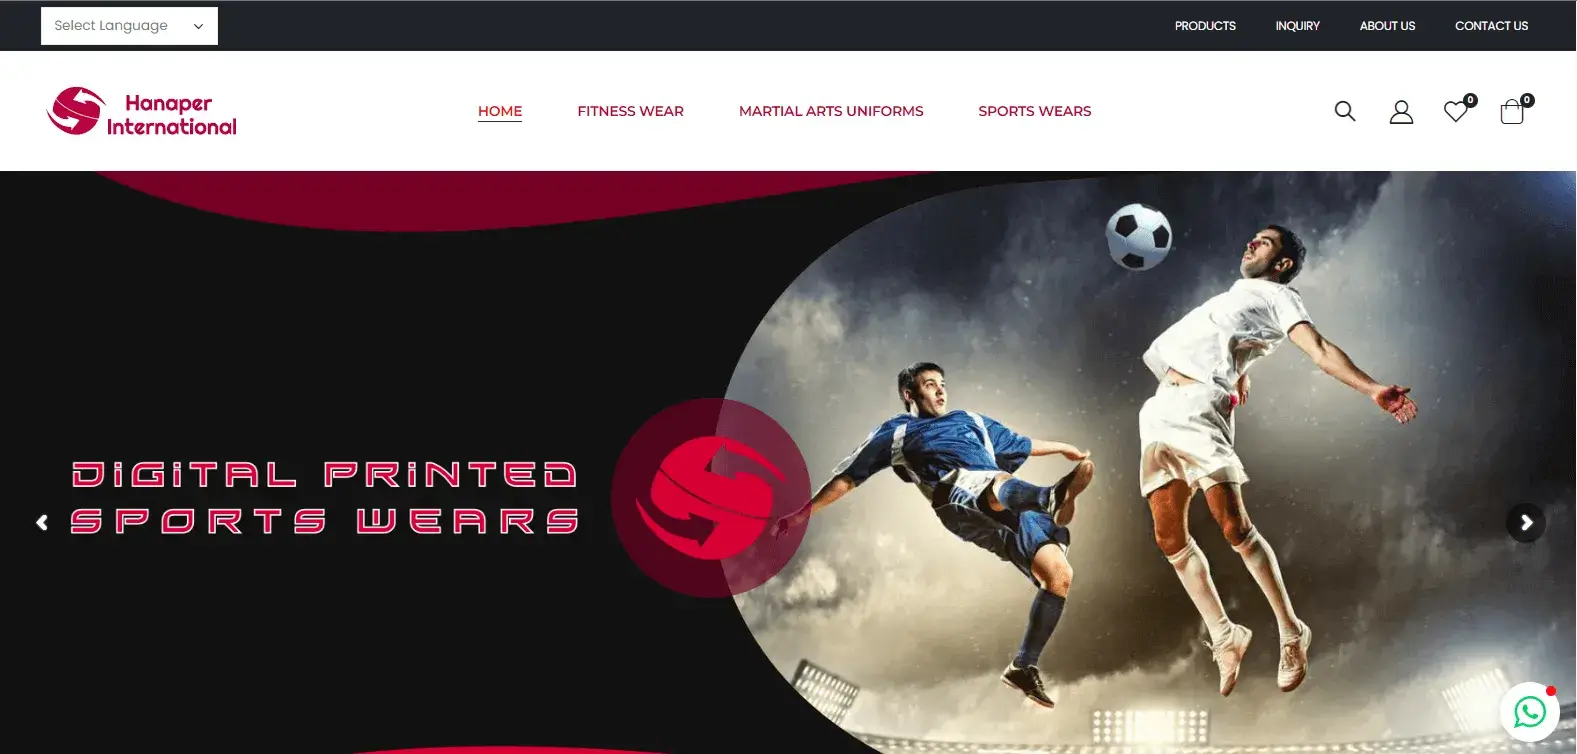 Select Language
PRODUCTS
INQUIRY
ABOUT US
CONTACT US
Hanaper
International
HOME
FITNESS WEAR
MARTIAL ARTS UNIFORMS
SPORTS WEARS
0
0
DIGITAL PRINTED
SPORTS WEARS